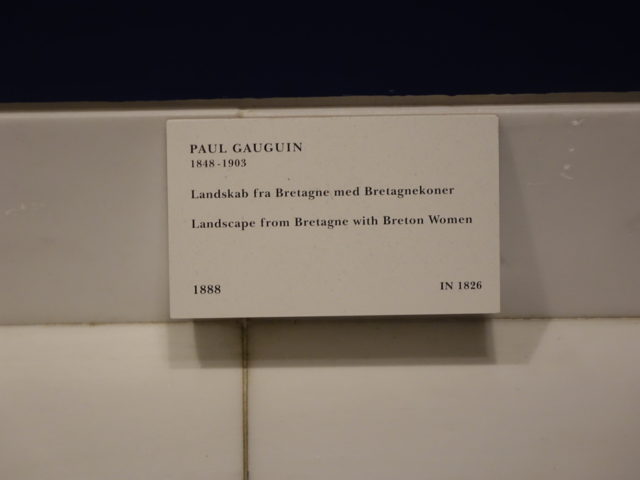 PAUL GAUGUIN
1848-1903
Landskab fra Bretagne med Bretagnekoner
Landscape from Bretagne with Breton Women
1888 IN 1826